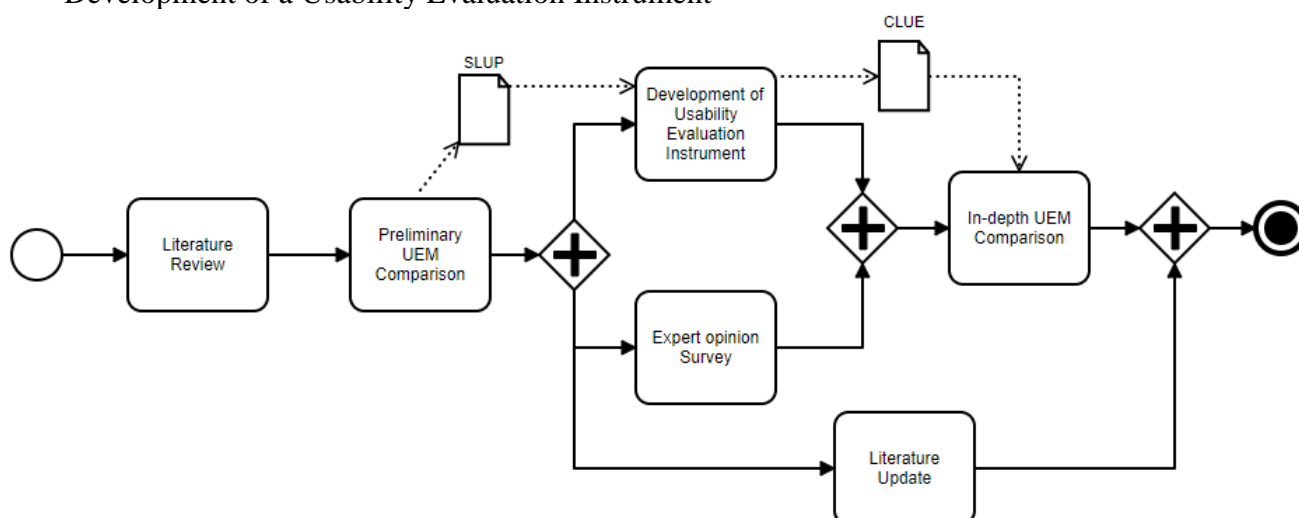 Development of a Usability Evaluation Instrument
CLUE
SLUP
Development of
Usability
Evaluation
Instrument
Literature
Review
Preliminary
UEM
Comparison
In-depth UEM
Comparison
Expert opinion
Survey
Literature
Update